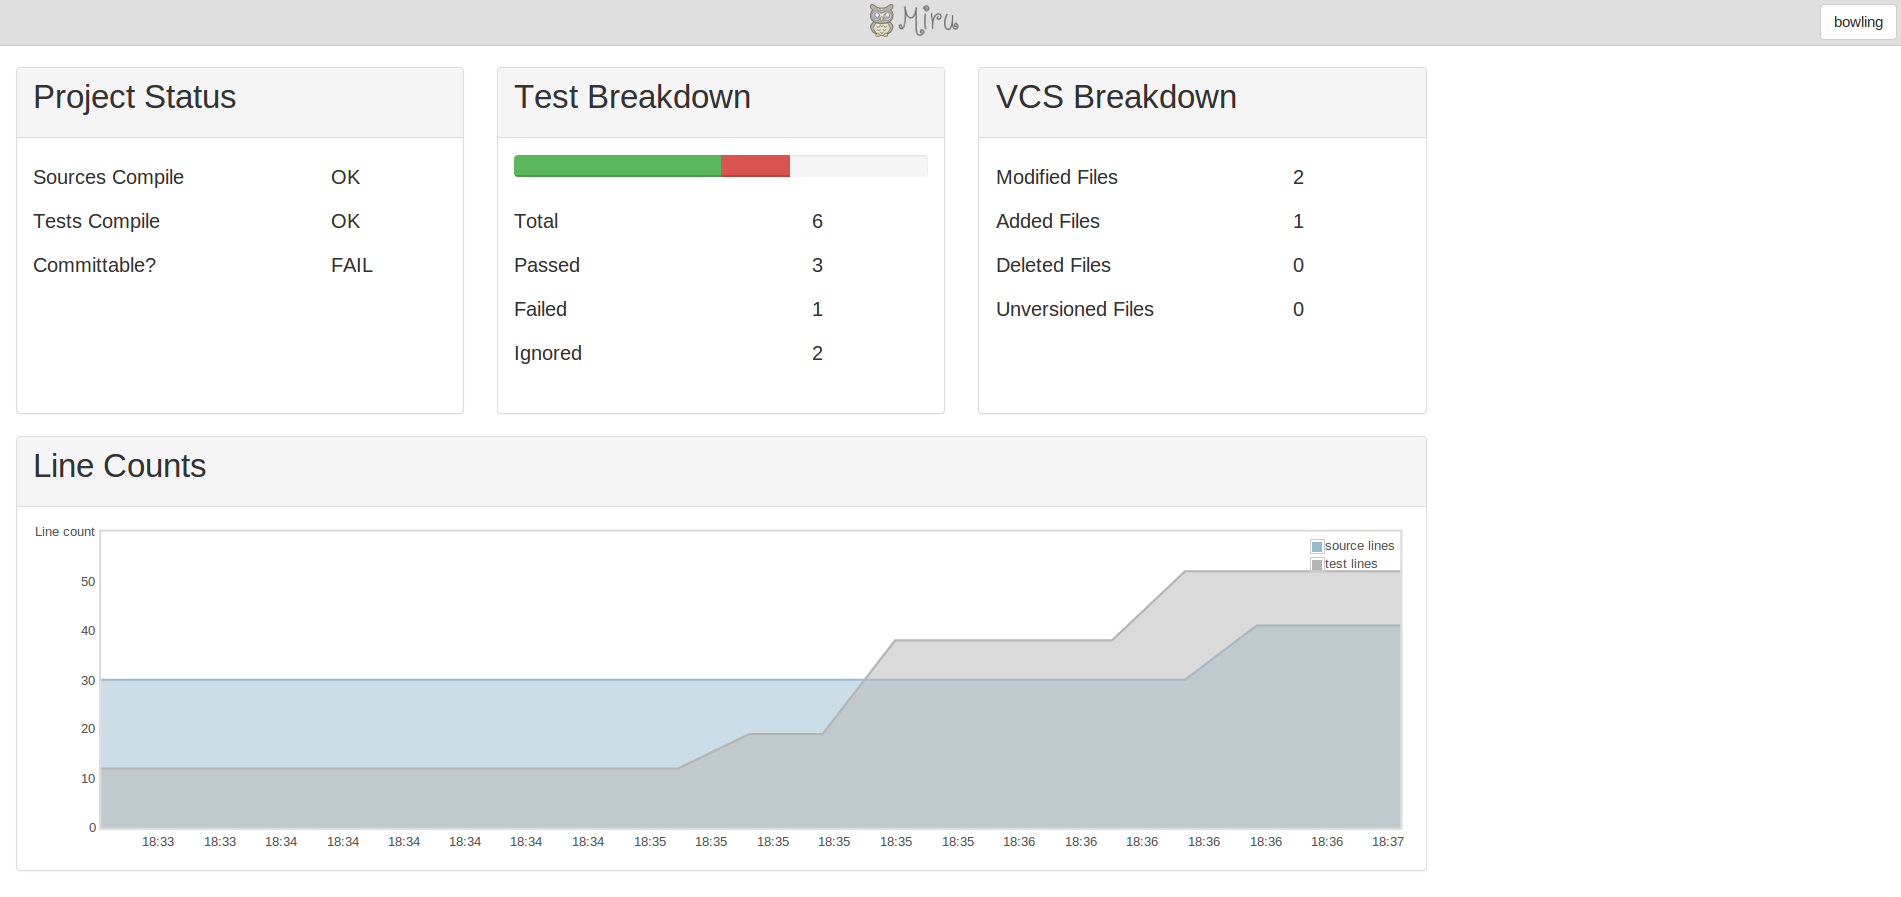 Miru
bowling
Project Status
Sources Compile OK
Tests Compile OK
Committable? FAIL
Test Breakdown
Total 6
Passed 3
Failed 1
Ignored 2
VCS Breakdown
Modified Files 2
Added Files 1
Deleted Files 0
Unversioned Files 0
Line Counts
Line count
source lines
test lines
50
40
30
20
10
0
18:33 18:33 18:34 18:34 18:34 18:34 18:34 18:34 18:35 18:35 18:35 18:35 18:35 18:35 18:36 18:36 18:36 18:36 18:36 18:36 18:37